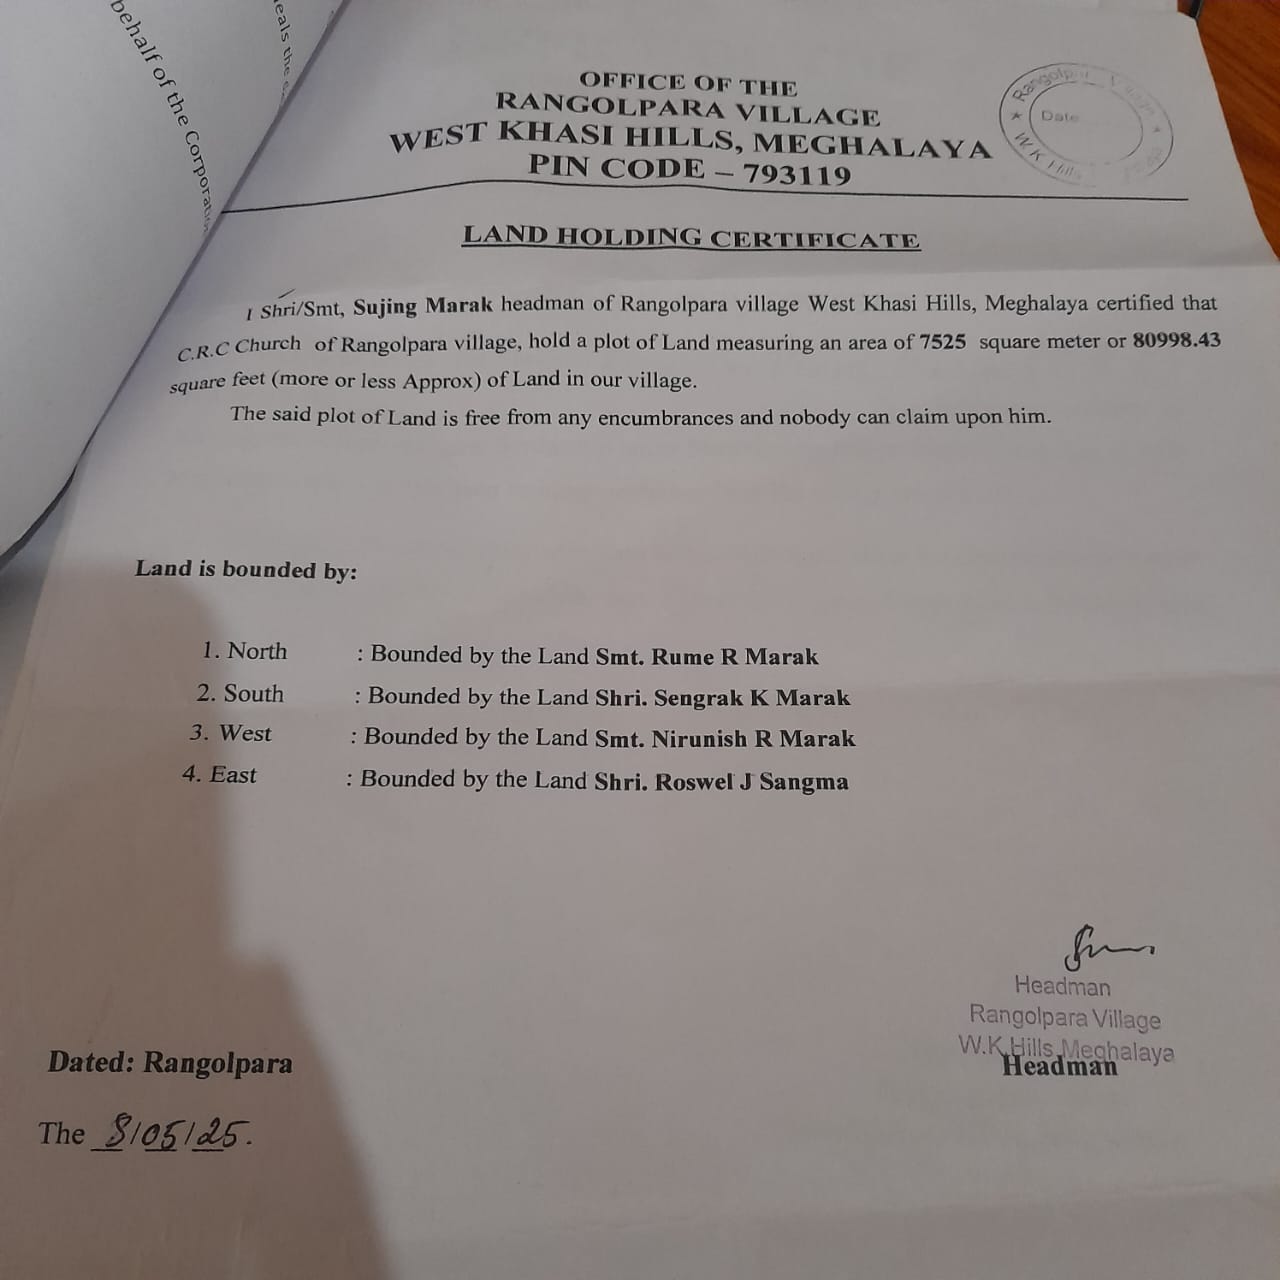 behalf of the Corporation
eals the
OFFICE OF THE
RANGOLPARA VILLAGE
WEST KHASI HILLS, MEGHALAYA
PIN CODE – 793119
Rangolpara Village
Date
W.K Hills
LAND HOLDING CERTIFICATE
I Shri/Smt, Sujing Marak headman of Rangolpara village West Khasi Hills, Meghalaya certified that
C.R.C Church of Rangolpara village, hold a plot of Land measuring an area of 7525 square meter or 80998.43
square feet (more or less Approx) of Land in our village.
The said plot of Land is free from any encumbrances and nobody can claim upon him.
Land is bounded by:
1. North : Bounded by the Land Smt. Rume R Marak
2. South : Bounded by the Land Shri. Sengrak K Marak
3. West : Bounded by the Land Smt. Nirunish R Marak
4. East : Bounded by the Land Shri. Roswel J Sangma
Headman
Rangolpara Village
W.K.Hills,Meghalaya
Headman
Dated: Rangolpara
The 8/05/25.